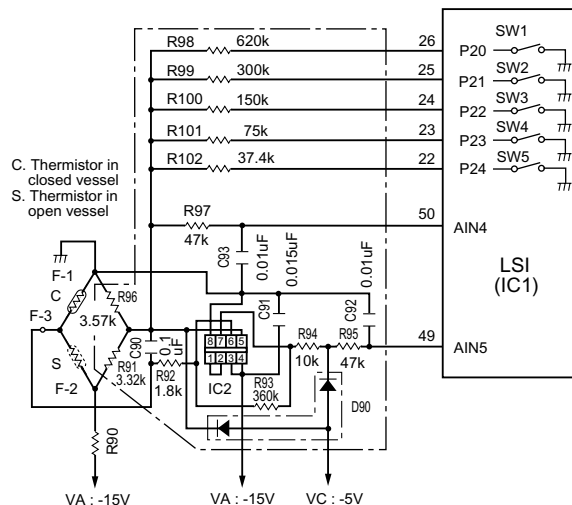 R98 620k 26 P20 SW1
R99 300k 25 P21 SW2
R100 150k 24 P22 SW3
R101 75k 23 P23 SW4
R102 37.4k 22 P24 SW5
C. Thermistor in
closed vessel
S. Thermistor in
open vessel
R97 47k 50 AIN4
LSI
(IC1)
C93 0.01uF
0.015uF C91
0.01uF C92
F-1
C
F-3
R96
3.57k
S
F-2
R91
3.32k
C90 0.1
uF
R92
1.8k
8 7 6 5
1 2 3 4
IC2
R94
10k
R95
47k
49 AIN5
R93
360k
D90
R90
VA : -15V
VA : -15V
VC : -5V